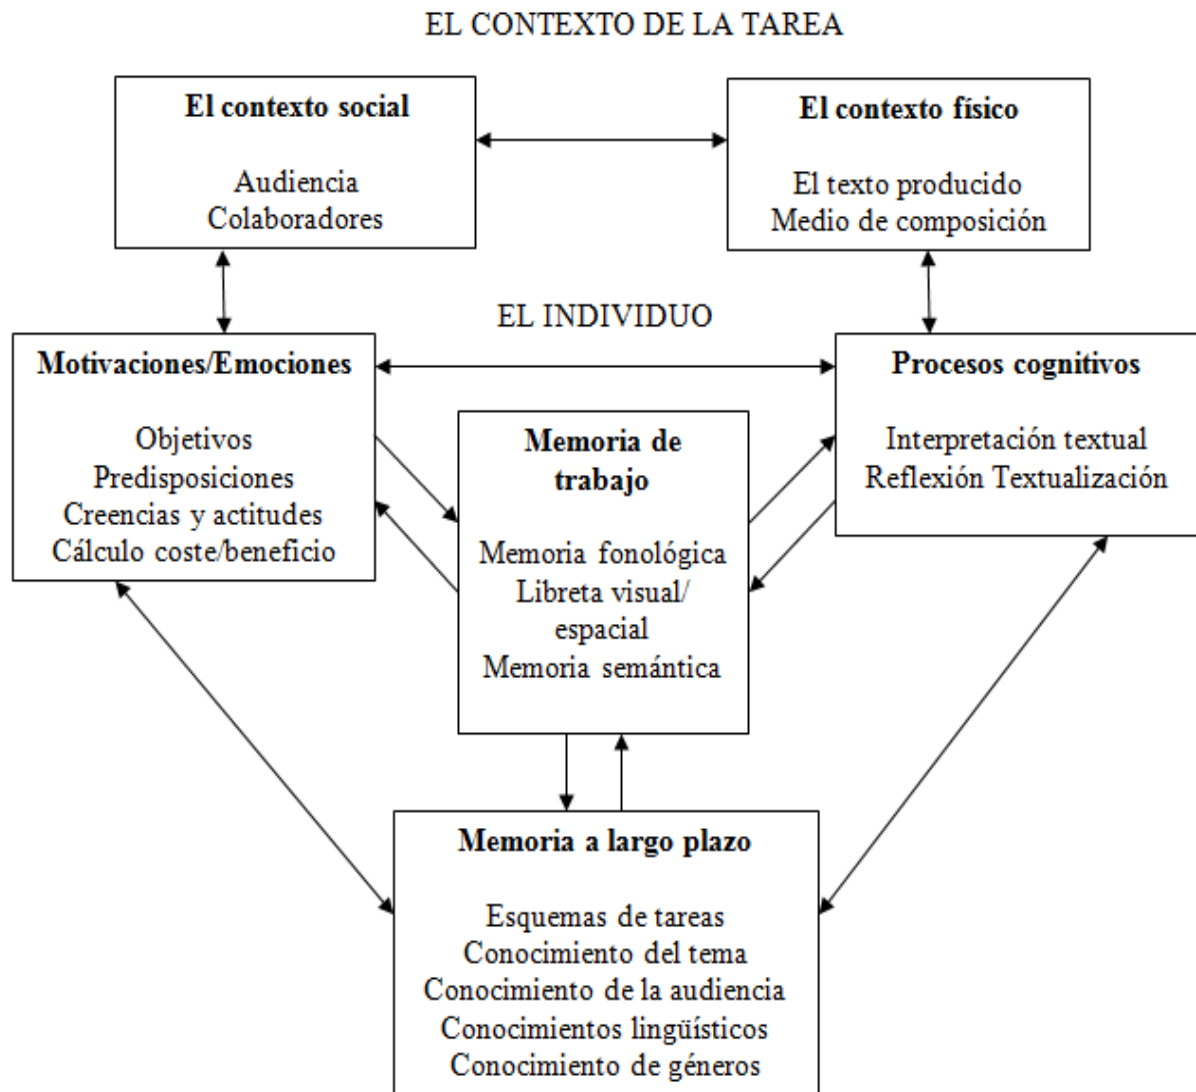 EL CONTEXTO DE LA TAREA
El contexto social
Audiencia
Colaboradores
El contexto físico
El texto producido
Medio de composición
EL INDIVIDUO
Motivaciones/Emociones
Objetivos
Predisposiciones
Creencias y actitudes
Cálculo coste/beneficio
Memoria de
trabajo
Memoria fonológica
Libreta visual/
espacial
Memoria semántica
Procesos cognitivos
Interpretación textual
Reflexión Textualización
Memoria a largo plazo
Esquemas de tareas
Conocimiento del tema
Conocimiento de la audiencia
Conocimientos lingüísticos
Conocimiento de géneros